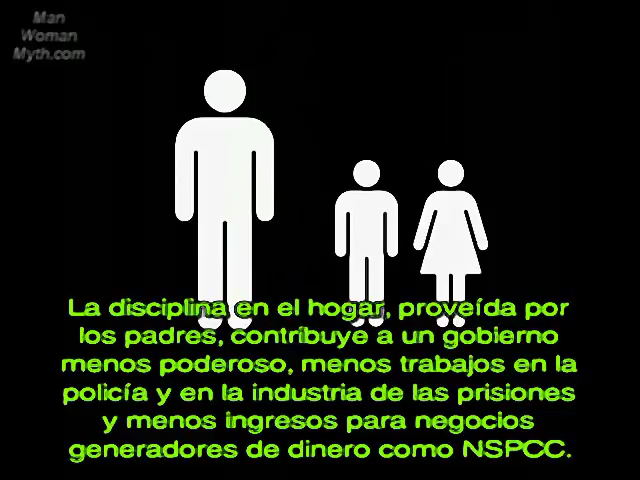 Man
Woman
Myth.com
La disciplina en el hogar, proveída por
los padres, contribuye a un gobierno
menos poderoso, menos trabajos en la
policía y en la industria de las prisiones
y menos ingresos para negocios
generadores de dinero como NSPCC.